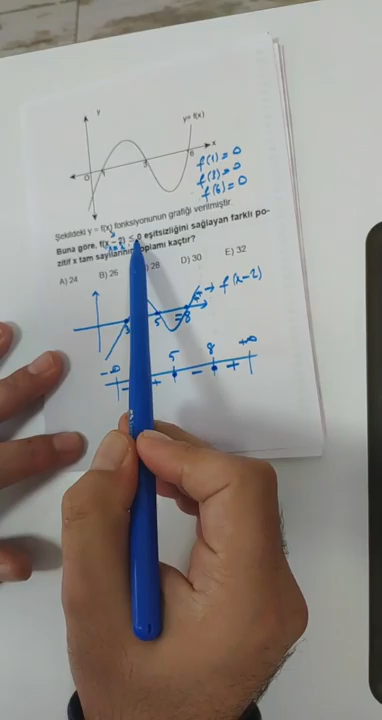 y
y= f(x)
x
O
1
3
6
f(1) = 0
f(3) = 0
f(6) = 0
Şekildeki y = f(x) fonksiyonunun grafiği verilmiştir.
Buna göre, f(x – 2) ≤ 0 eşitsizliğini sağlayan farklı po-
zitif x tam sayılarının toplamı kaçtır?
A) 24 B) 26 28 D) 30 E) 32
f(x-2)
3 5 8
5 8
-∞ +∞
- + - +